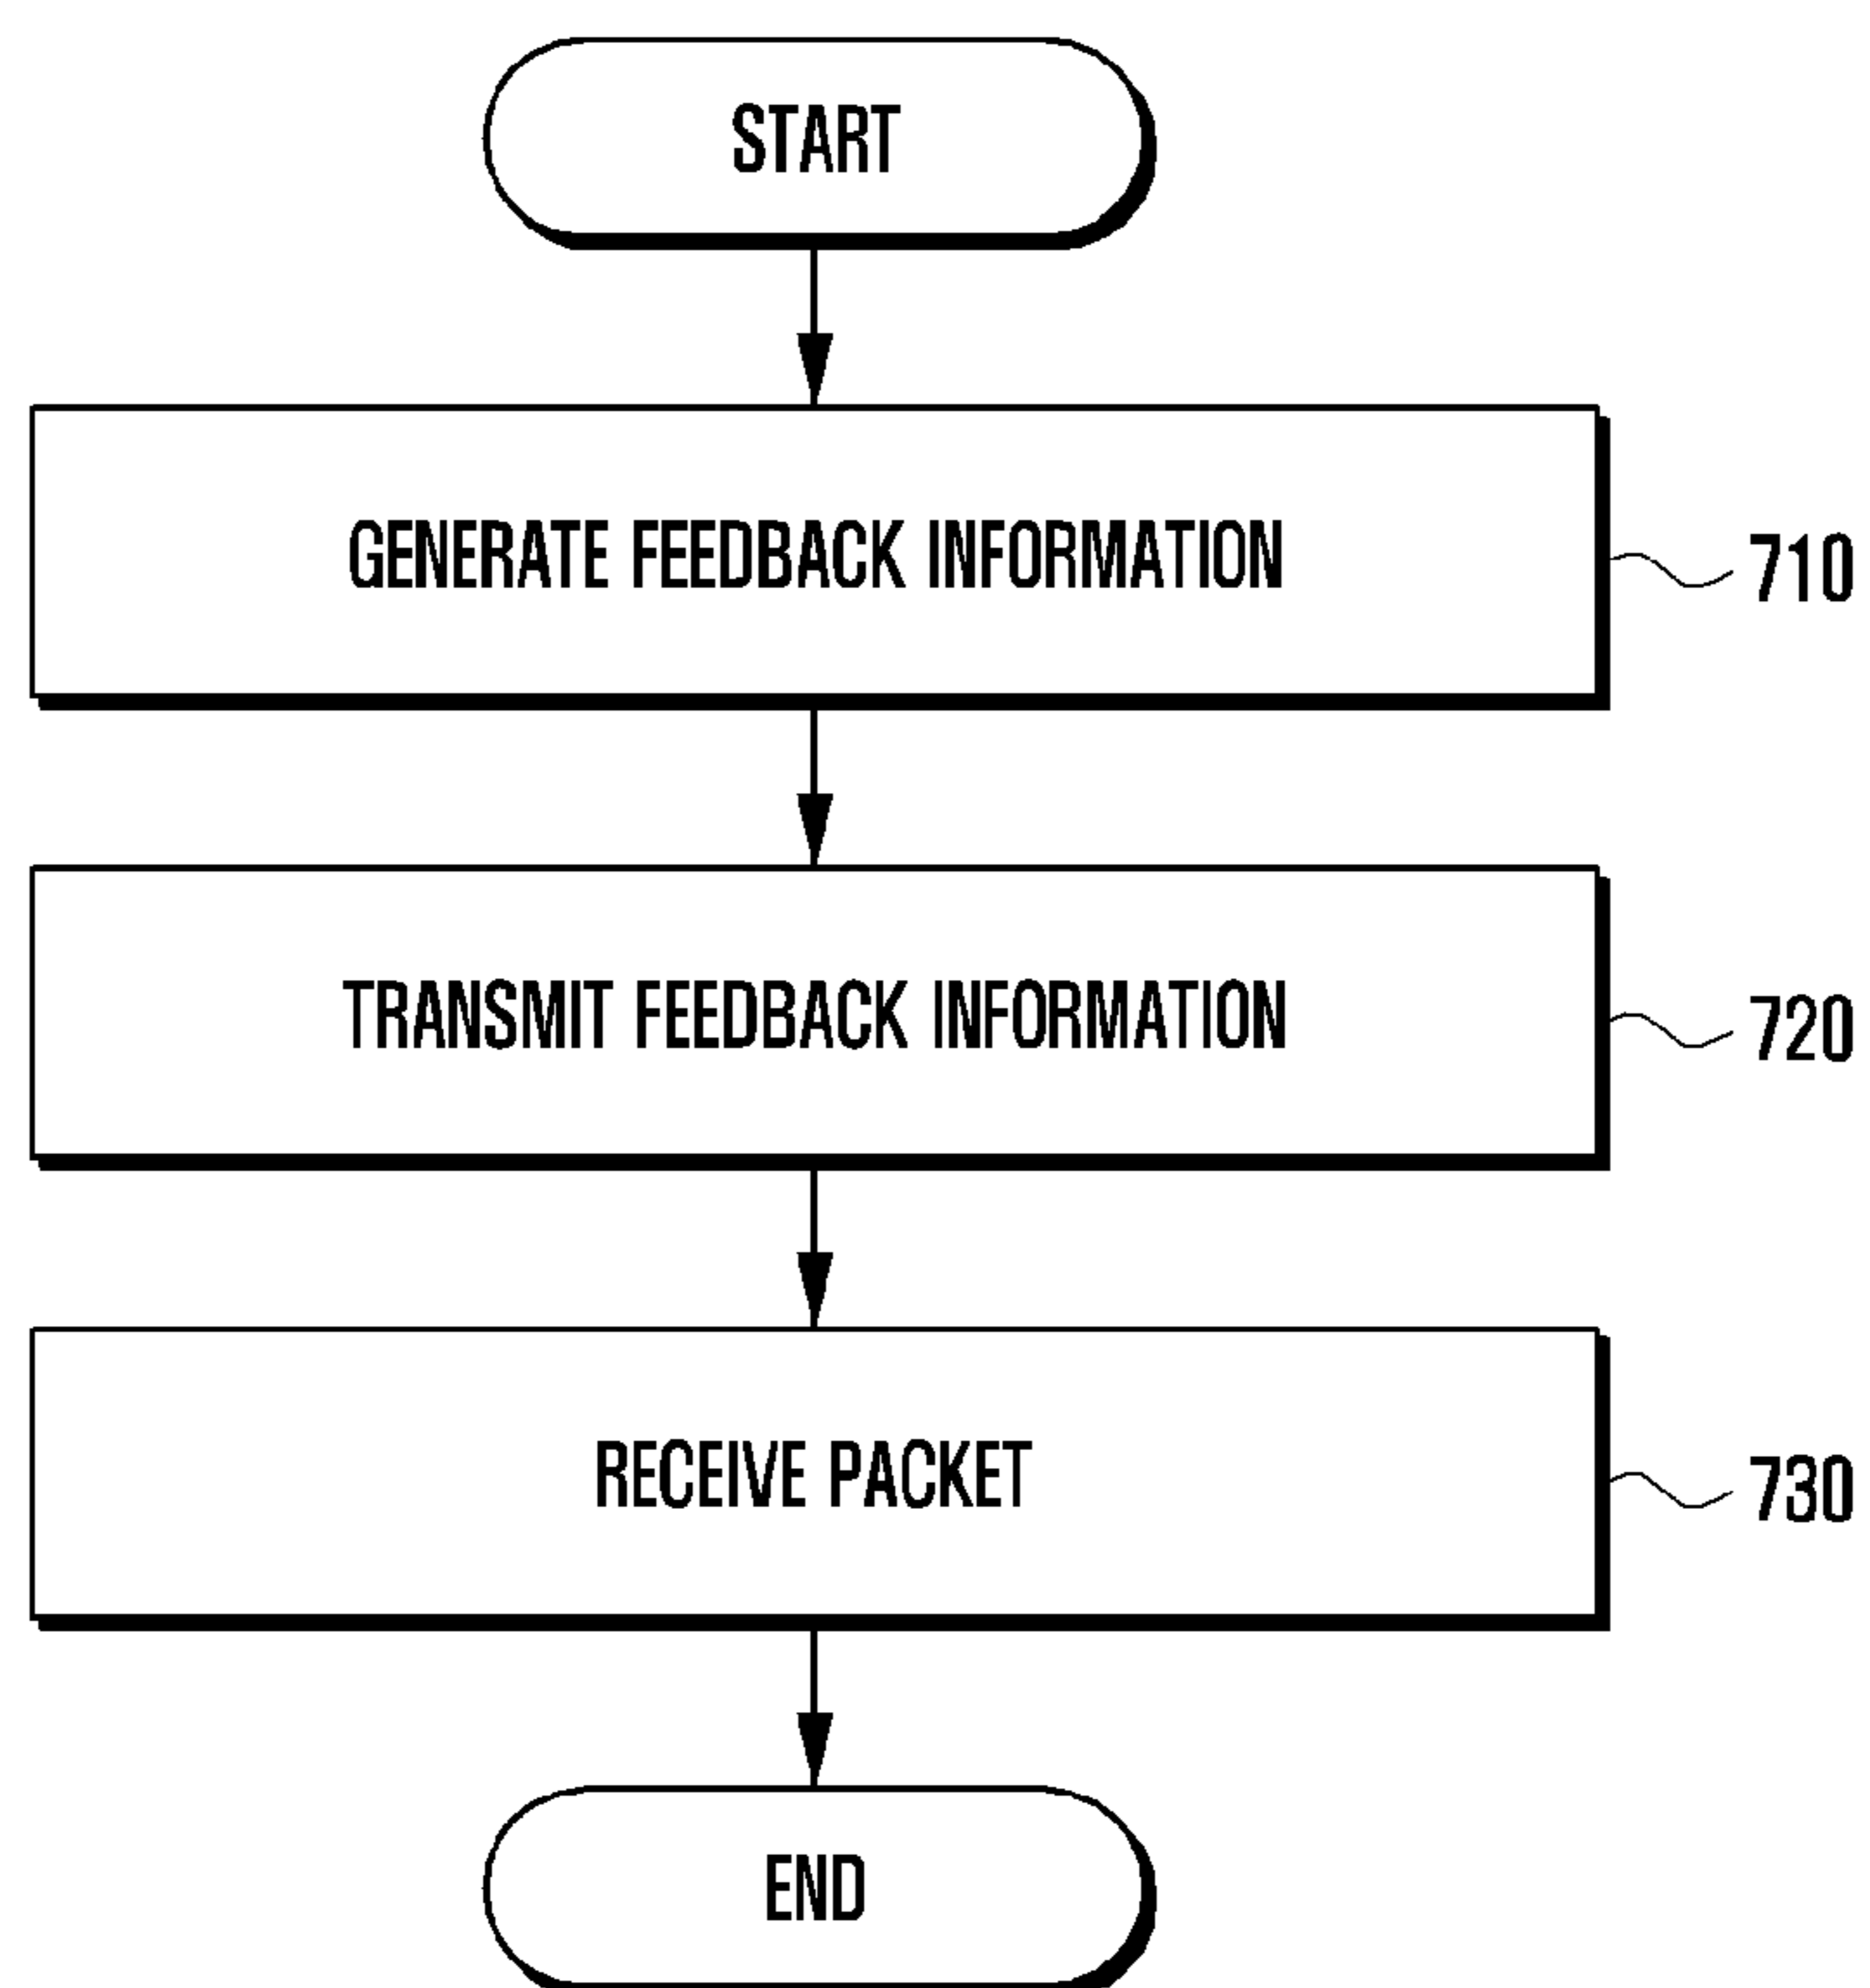 START
GENERATE FEEDBACK INFORMATION
710
TRANSMIT FEEDBACK INFORMATION
720
RECEIVE PACKET
730
END